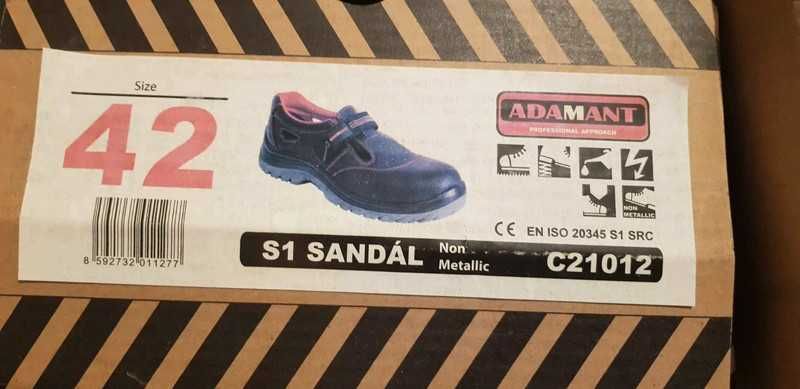 Size
42
8 592732 011277
ADAMANT
PROFESSIONAL APPROACH
NON
METALLIC
CE EN ISO 20345 S1 SRC
S1 SANDÁL Non
Metallic
C21012